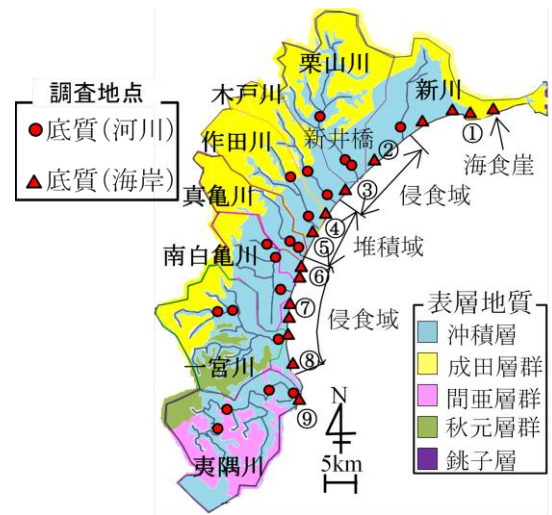 調査地点
底質(河川)
底質(海岸)
栗山川
新川
木戸川
作田川
新井橋
真亀川
南白亀川
一宮川
夷隅川
①
②
③
④
⑤
⑥
⑦
⑧
⑨
海食崖
侵食域
堆積域
侵食域
N
5km
表層地質
沖積層
成田層群
間亜層群
秋元層群
銚子層